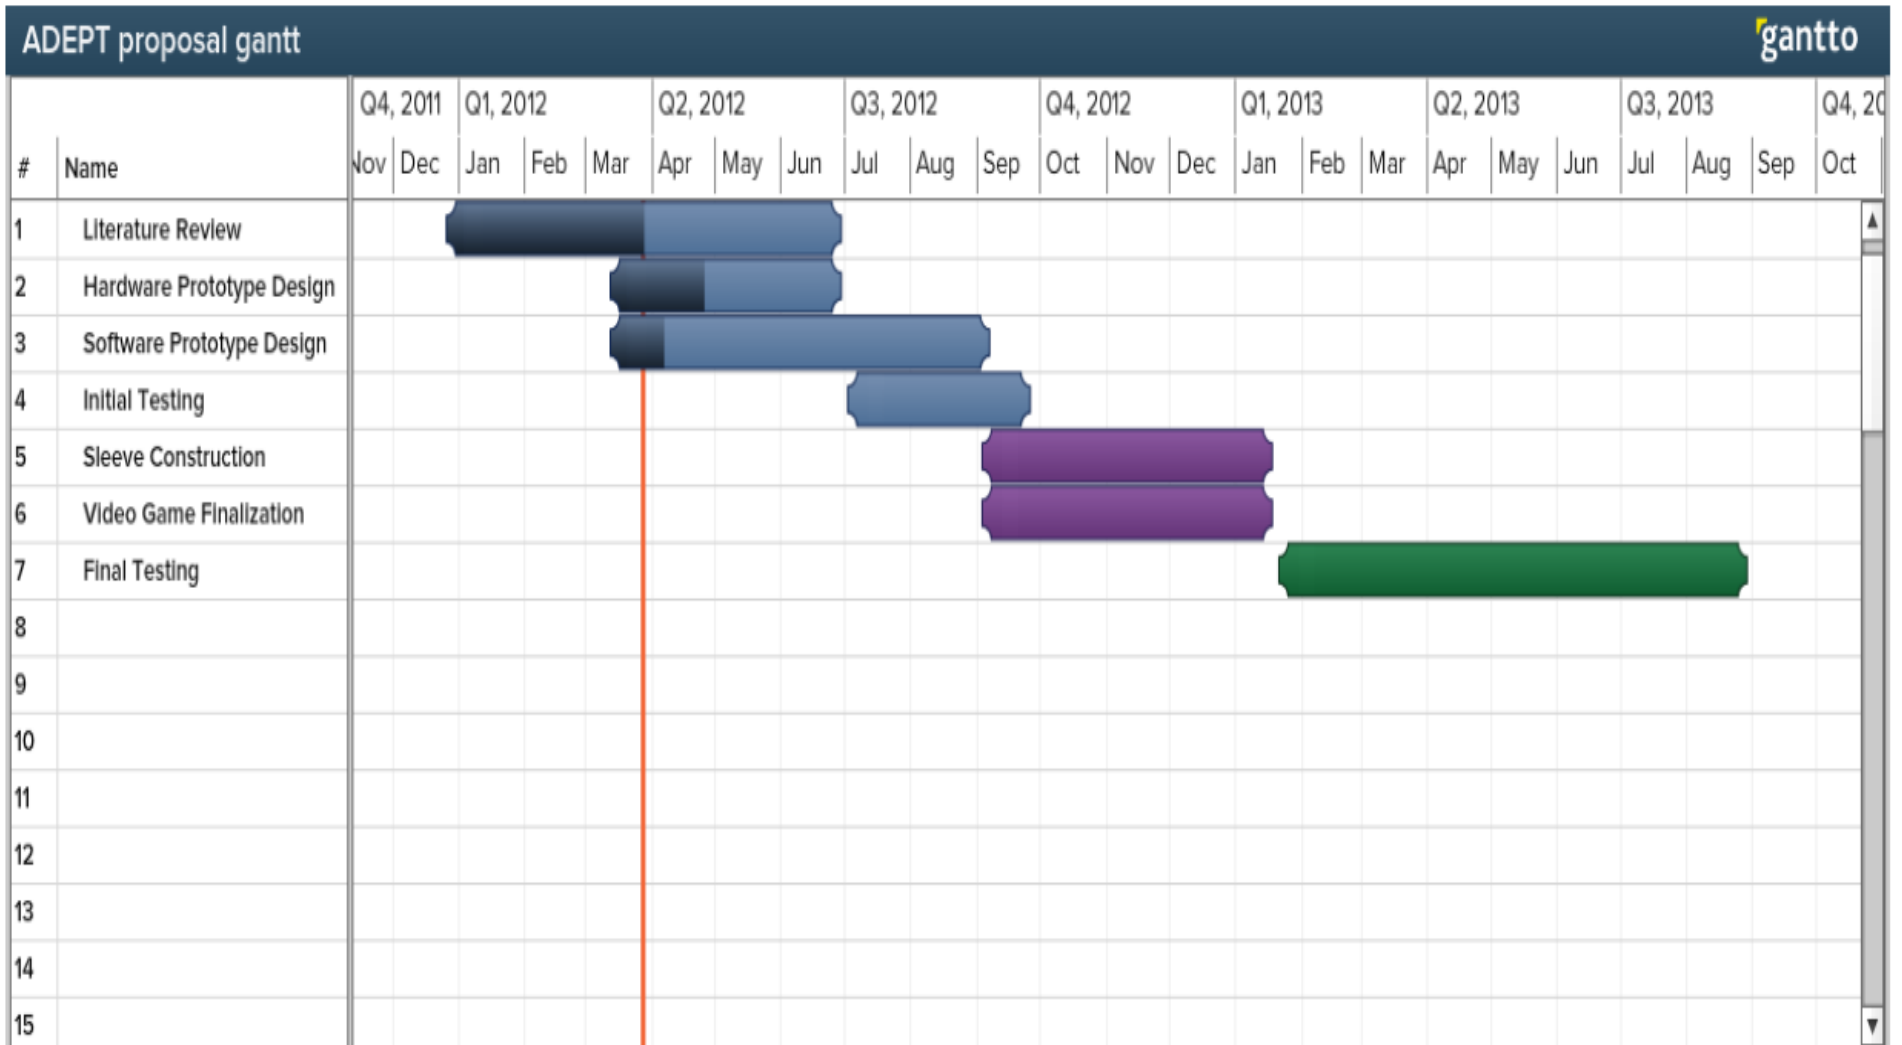 ADEPT proposal gantt
gantto
Q4, 2011 Q1, 2012 Q2, 2012 Q3, 2012 Q4, 2012 Q1, 2013 Q2, 2013 Q3, 2013 Q4, 20
# Name Nov Dec Jan Feb Mar Apr May Jun Jul Aug Sep Oct Nov Dec Jan Feb Mar Apr May Jun Jul Aug Sep Oct
1 Literature Review
2 Hardware Prototype Design
3 Software Prototype Design
4 Initial Testing
5 Sleeve Construction
6 Video Game Finalization
7 Final Testing
8
9
10
11
12
13
14
15